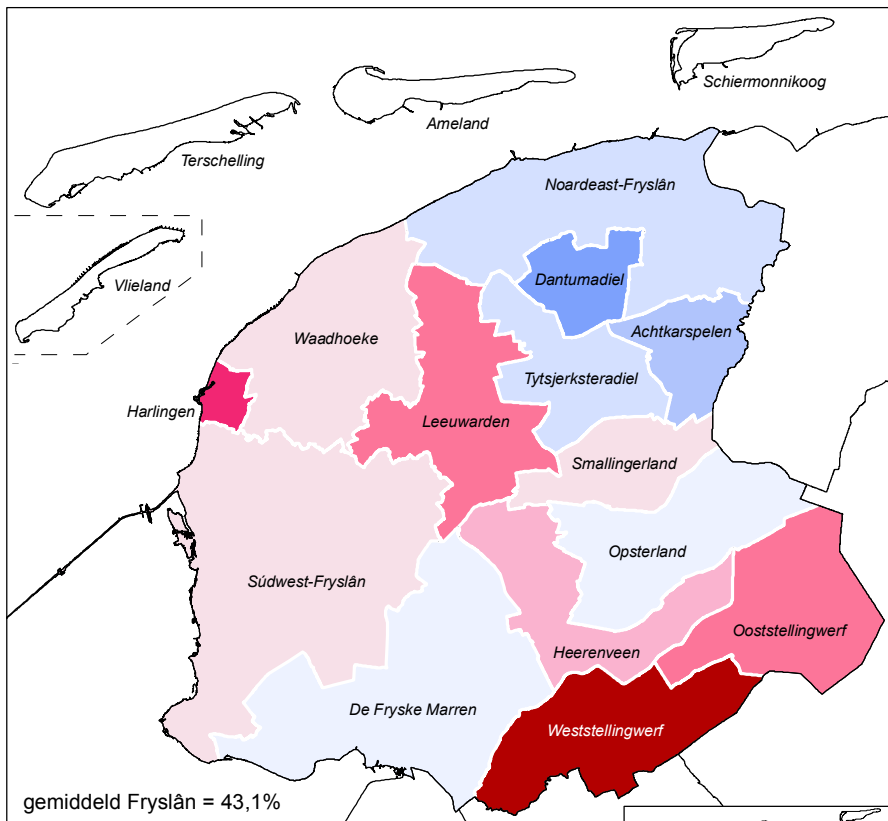 Schiermonnikoog
Ameland
Terschelling
Noardeast-Fryslân
Dantumadiel
Vlieland
Achtkarspelen
Waadhoeke
Tytsjerksteradiel
Harlingen
Leeuwarden
Smallingerland
Opsterland
Súdwest-Fryslân
Ooststellingwerf
Heerenveen
De Fryske Marren
Weststellingwerf
gemiddeld Fryslân = 43,1%